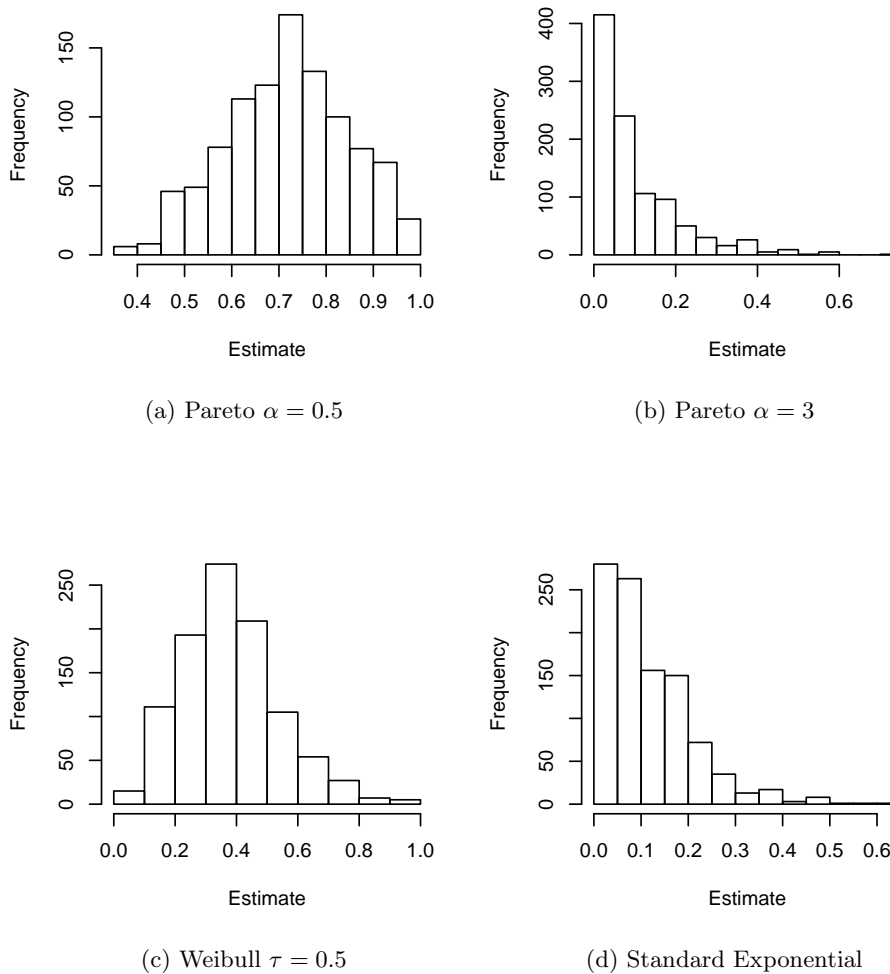 Frequency
0 50 100 150
0.4 0.5 0.6 0.7 0.8 0.9 1.0
Estimate
(a) Pareto α = 0.5
Frequency
0 100 200 300 400
0.0 0.2 0.4 0.6
Estimate
(b) Pareto α = 3
Frequency
0 50 150 250
0.0 0.2 0.4 0.6 0.8 1.0
Estimate
(c) Weibull τ = 0.5
Frequency
0 50 150 250
0.0 0.1 0.2 0.3 0.4 0.5 0.6
Estimate
(d) Standard Exponential